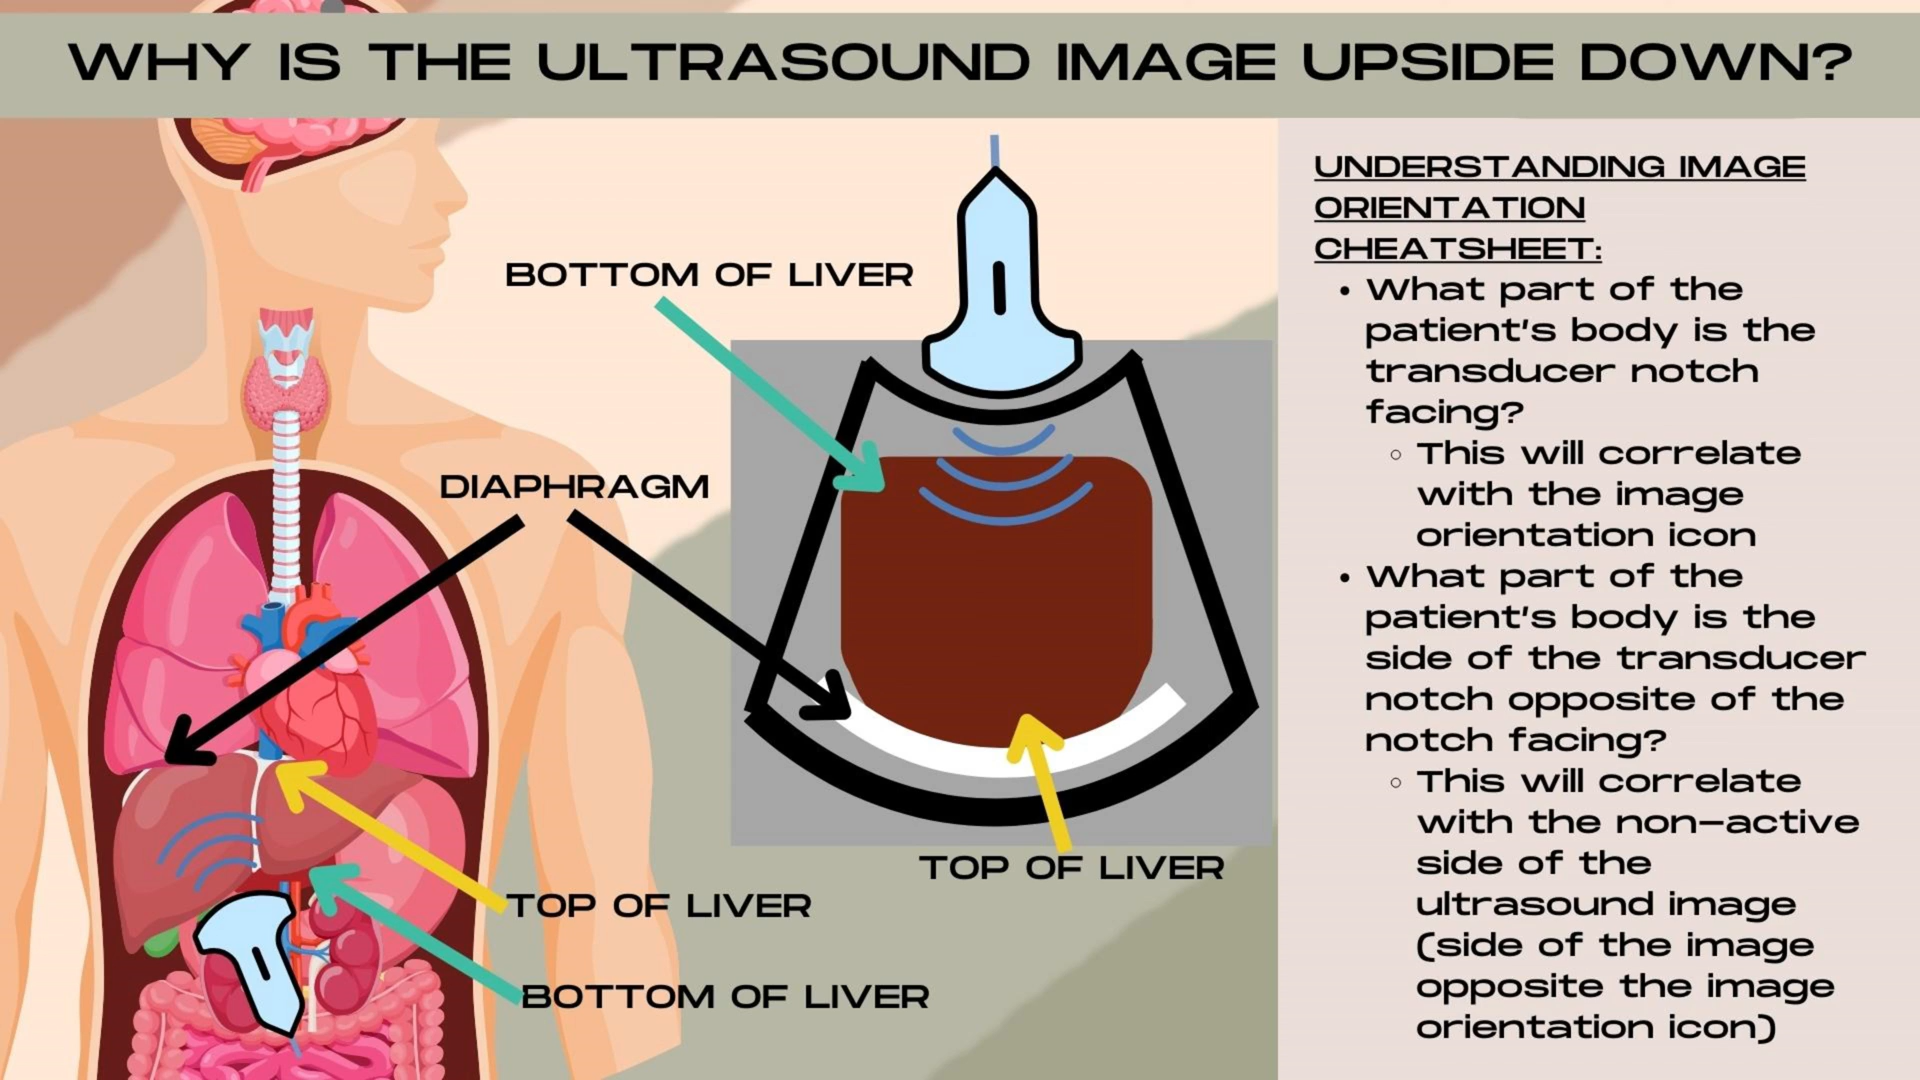 WHY IS THE ULTRASOUND IMAGE UPSIDE DOWN?
BOTTOM OF LIVER
DIAPHRAGM
TOP OF LIVER
TOP OF LIVER
BOTTOM OF LIVER
UNDERSTANDING IMAGE
ORIENTATION
CHEATSHEET:
• What part of the
patient's body is the
transducer notch
facing?
◦ This will correlate
with the image
orientation icon
• What part of the
patient's body is the
side of the transducer
notch opposite of the
notch facing?
◦ This will correlate
with the non-active
side of the
ultrasound image
(side of the image
opposite the image
orientation icon)